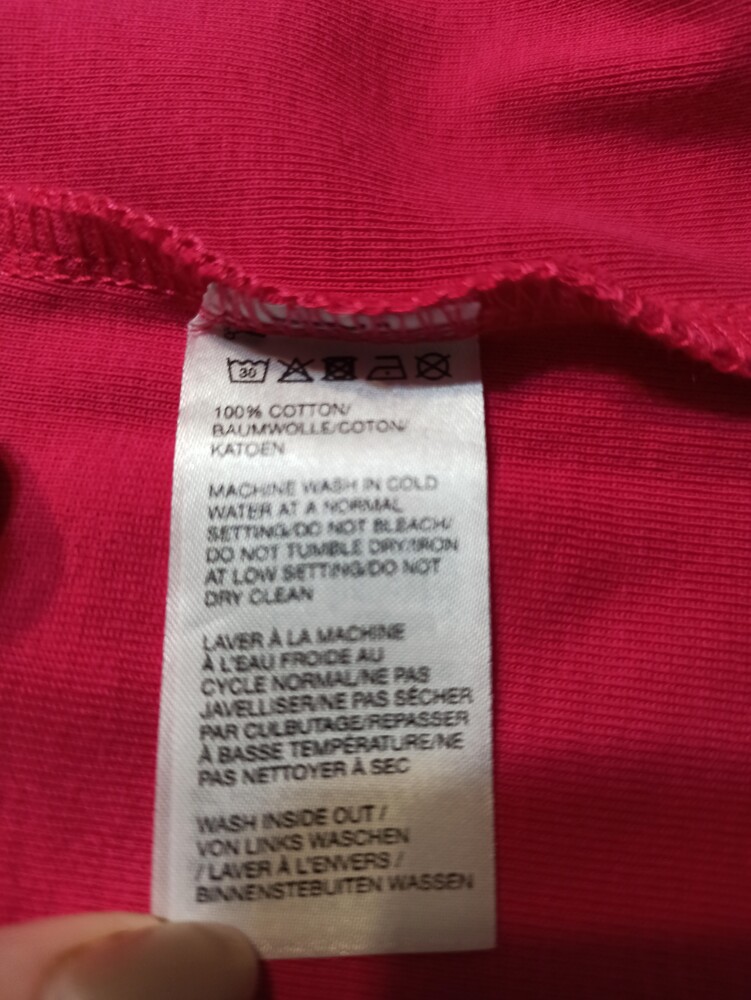 30
100% COTTON/
BAUMWOLLE/COTON/
KATOEN
MACHINE WASH IN COLD
WATER AT A NORMAL
SETTING/DO NOT BLEACH/
DO NOT TUMBLE DRY/IRON
AT LOW SETTING/DO NOT
DRY CLEAN
LAVER À LA MACHINE
À L'EAU FROIDE AU
CYCLE NORMAL/NE PAS
JAVELLISER/NE PAS SÉCHER
PAR CULBUTAGE/REPASSER
À BASSE TEMPÉRATURE/NE
PAS NETTOYER À SEC
WASH INSIDE OUT /
VON LINKS WASCHEN
/ LAVER À L'ENVERS /
BINNENSTEBUITEN WASSEN